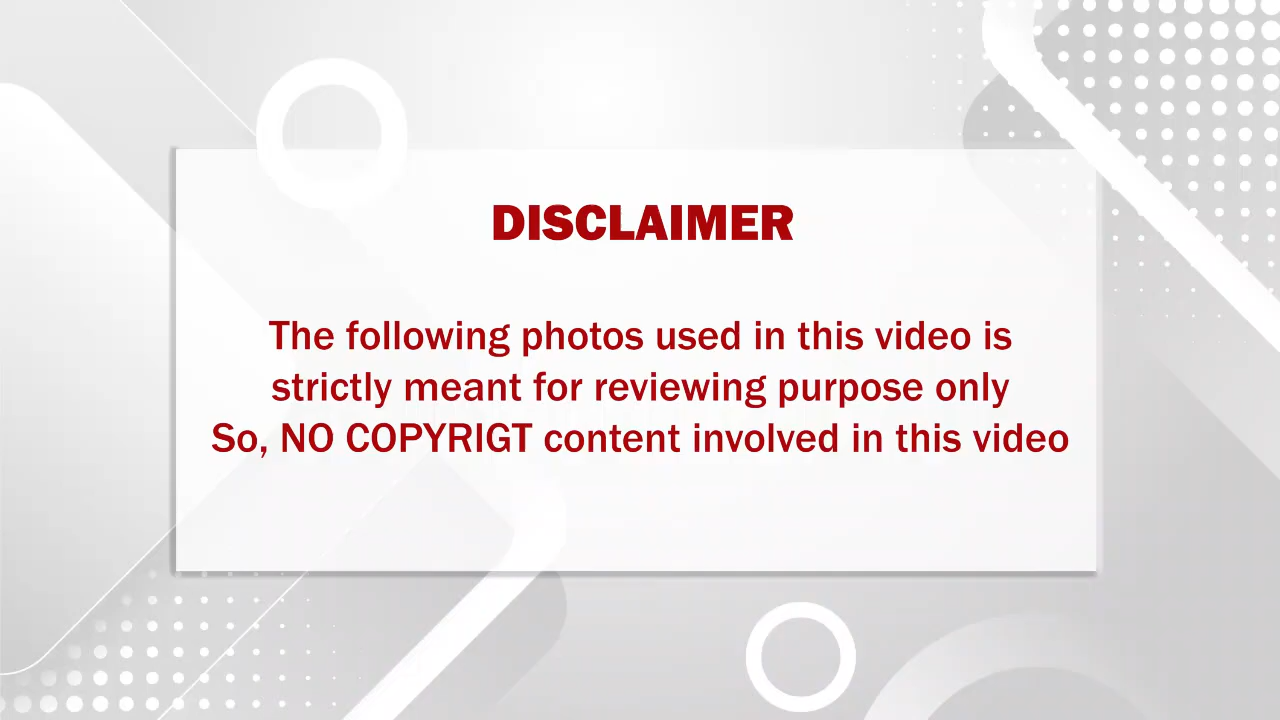 DISCLAIMER
The following photos used in this video is
strictly meant for reviewing purpose only
So, NO COPYRIGT content involved in this video